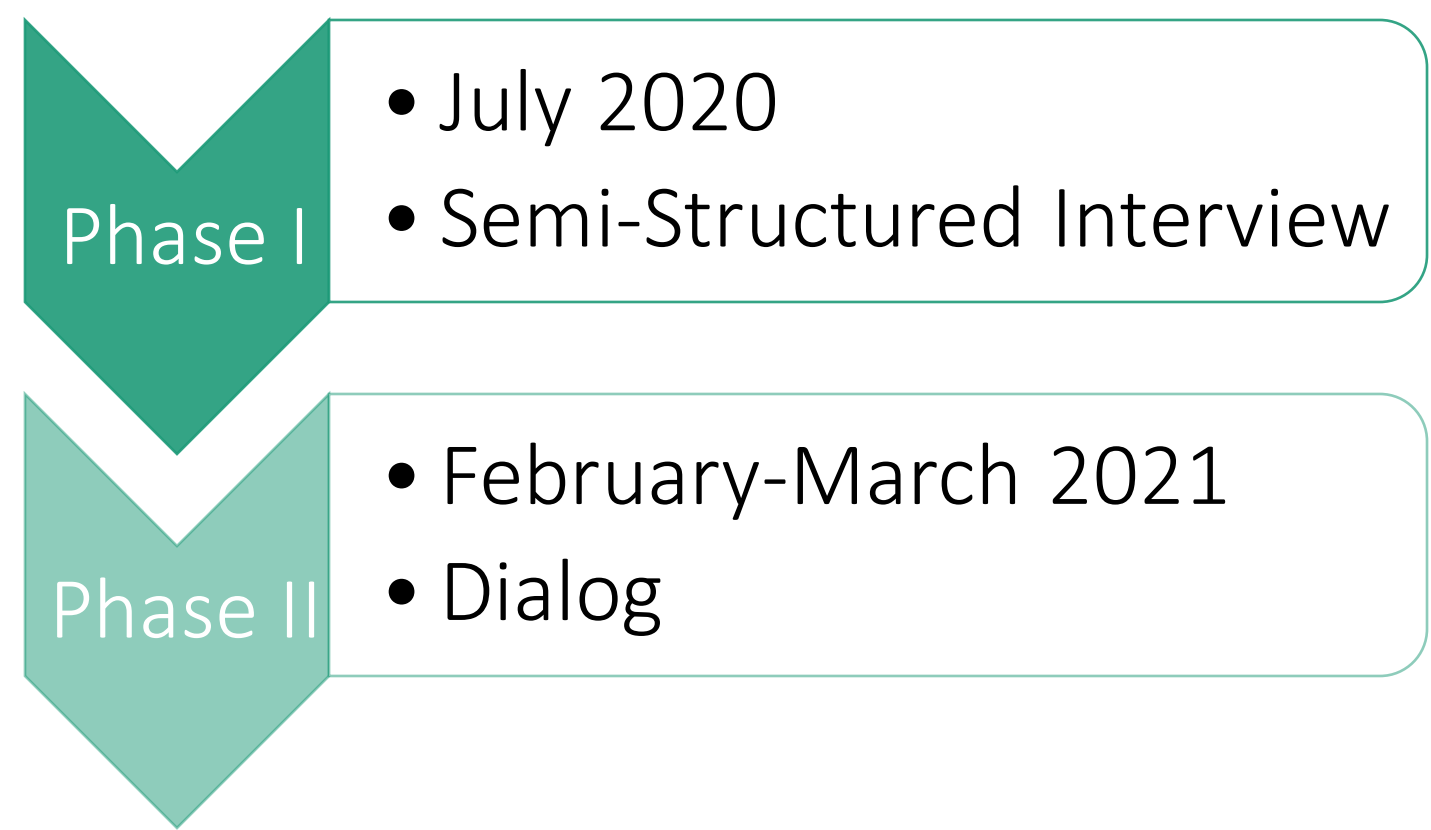 Phase I
• July 2020
• Semi-Structured Interview
Phase II
• February-March 2021
• Dialog